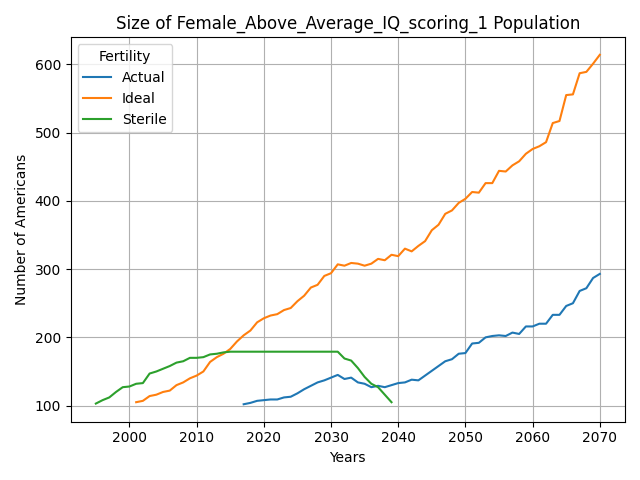 Size of Female_Above_Average_IQ_scoring_1 Population
Fertility
Actual
Ideal
Sterile
Number of Americans
600
500
400
300
200
100
2000
2010
2020
2030
2040
2050
2060
2070
Years